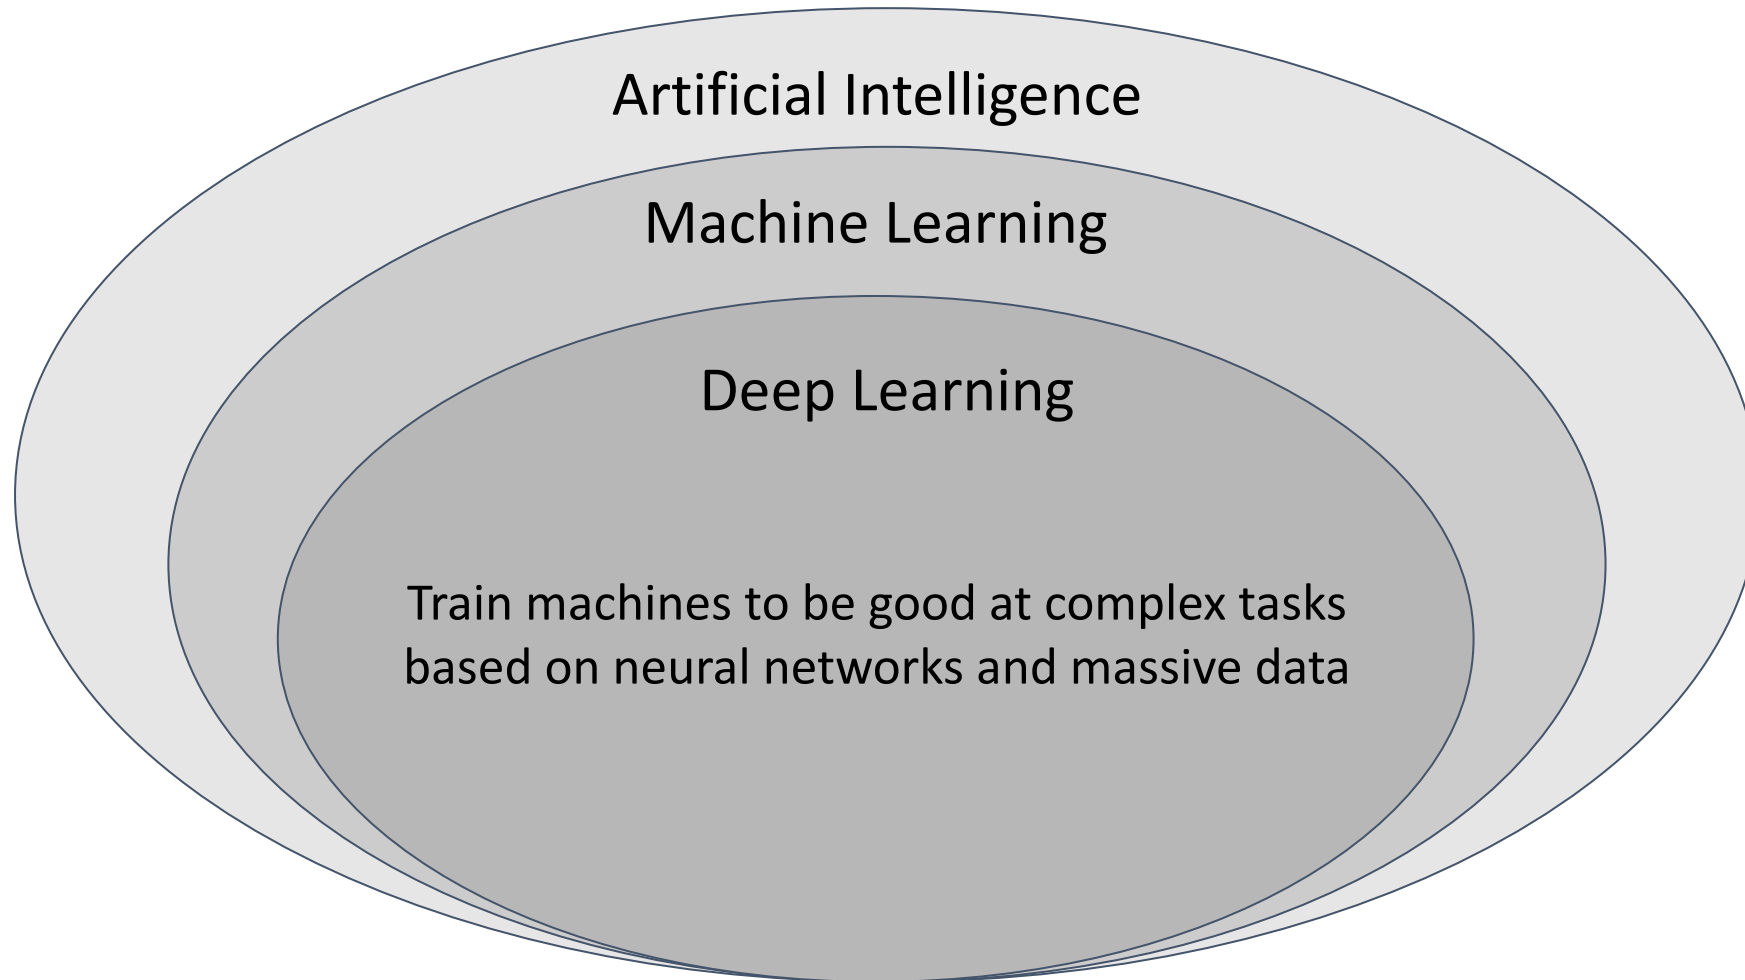 Artificial Intelligence
Machine Learning
Deep Learning
Train machines to be good at complex tasks
based on neural networks and massive data